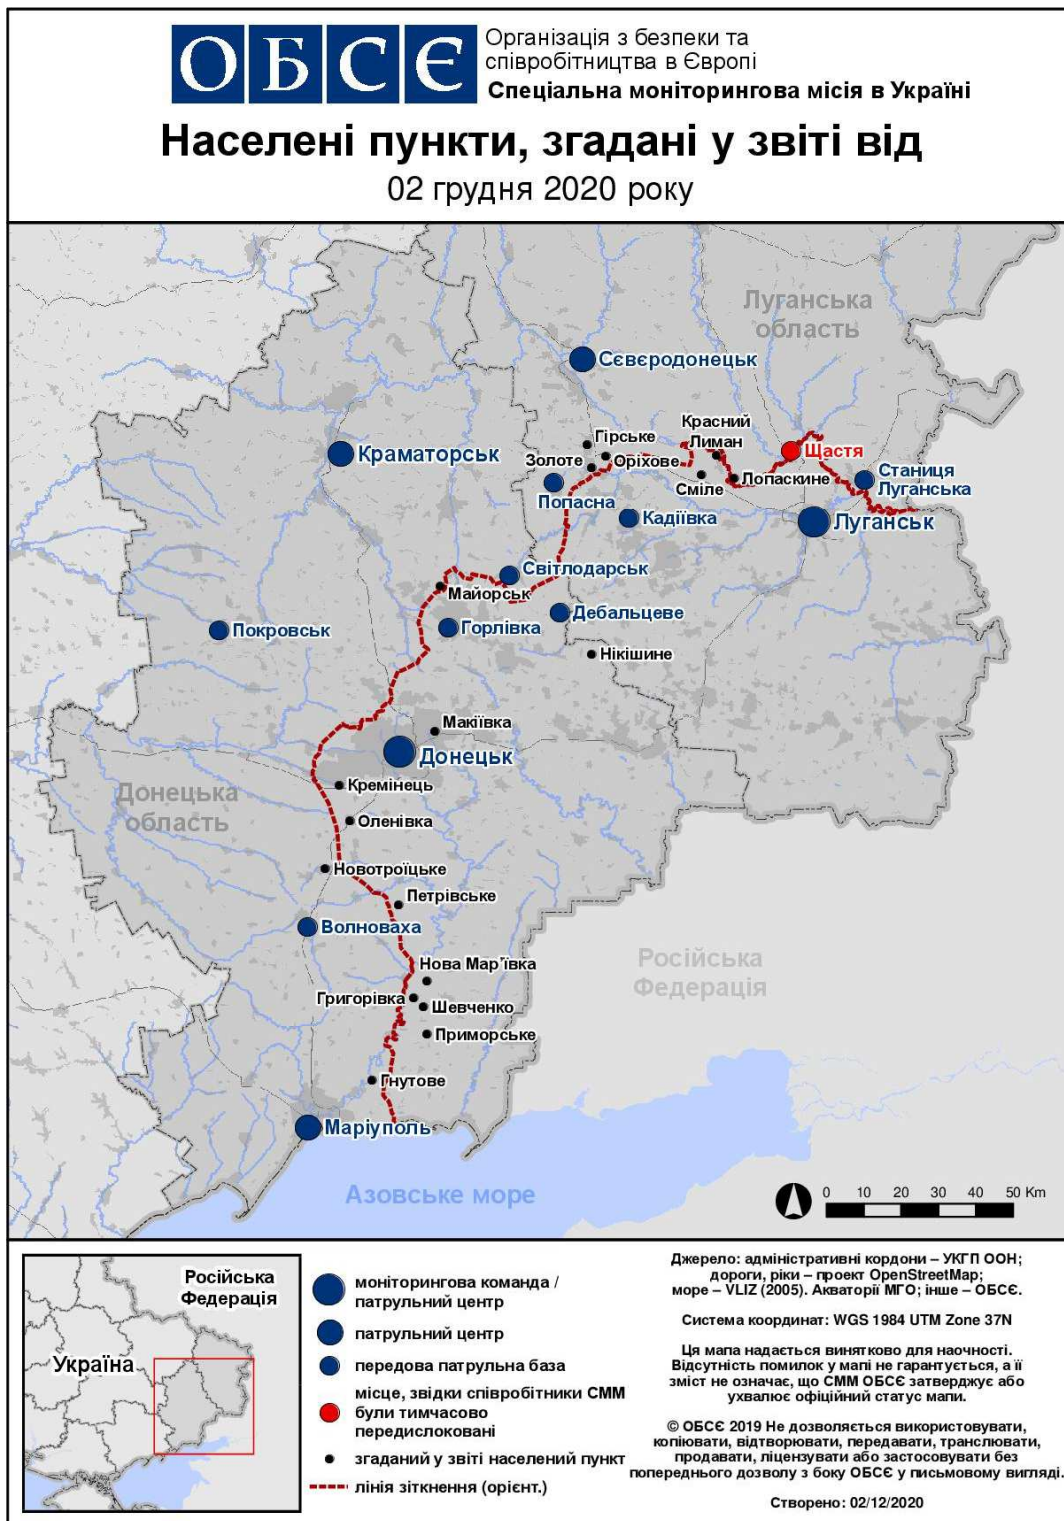 ОБСЄ
Організація з безпеки та
співробітництва в Європі
Спеціальна моніторингова місія в Україні
Населені пункти, згадані у звіті від
02 грудня 2020 року
Луганська
область
Сєвєродонецьк
Красний
Лиман
Гірське
Щастя
Краматорськ
Золоте
Оріхове
Лопаскине
Станиця
Луганська
Сміле
Попасна
Кадіївка
Луганськ
Світлодарськ
Майорськ
Дебальцеве
Покровськ
Горлівка
Нікішине
Макіївка
Донецьк
Кремінець
Донецька
область
Оленівка
Новотроїцьке
Петрівське
Волноваха
Нова Мар'ївка
Російська
Федерація
Григорівка
Шевченко
Приморське
Гнутове
Маріуполь
Азовське море
0 10 20 30 40 50 Km
Російська
Федерація
Україна
моніторингова команда /
патрульний центр
патрульний центр
передова патрульна база
місце, звідки співробітники СММ
були тимчасово
передислоковані
згаданий у звіті населений пункт
лінія зіткнення (орієнт.)
Джерело: адміністративні кордони – УКГП ООН;
дороги, ріки – проект OpenStreetMap;
море – VLIZ (2005). Акваторії МГО; інше – ОБСЄ.
Система координат: WGS 1984 UTM Zone 37N
Ця мапа надається винятково для наочності.
Відсутність помилок у мапі не гарантується, а її
зміст не означає, що СММ ОБСЄ затверджує або
ухвалює офіційний статус мапи.
© ОБСЄ 2019 Не дозволяється використовувати,
копіювати, відтворювати, передавати, транслювати,
продавати, ліцензувати або застосовувати без
попереднього дозволу з боку ОБСЄ у письмовому вигляді.
Створено: 02/12/2020